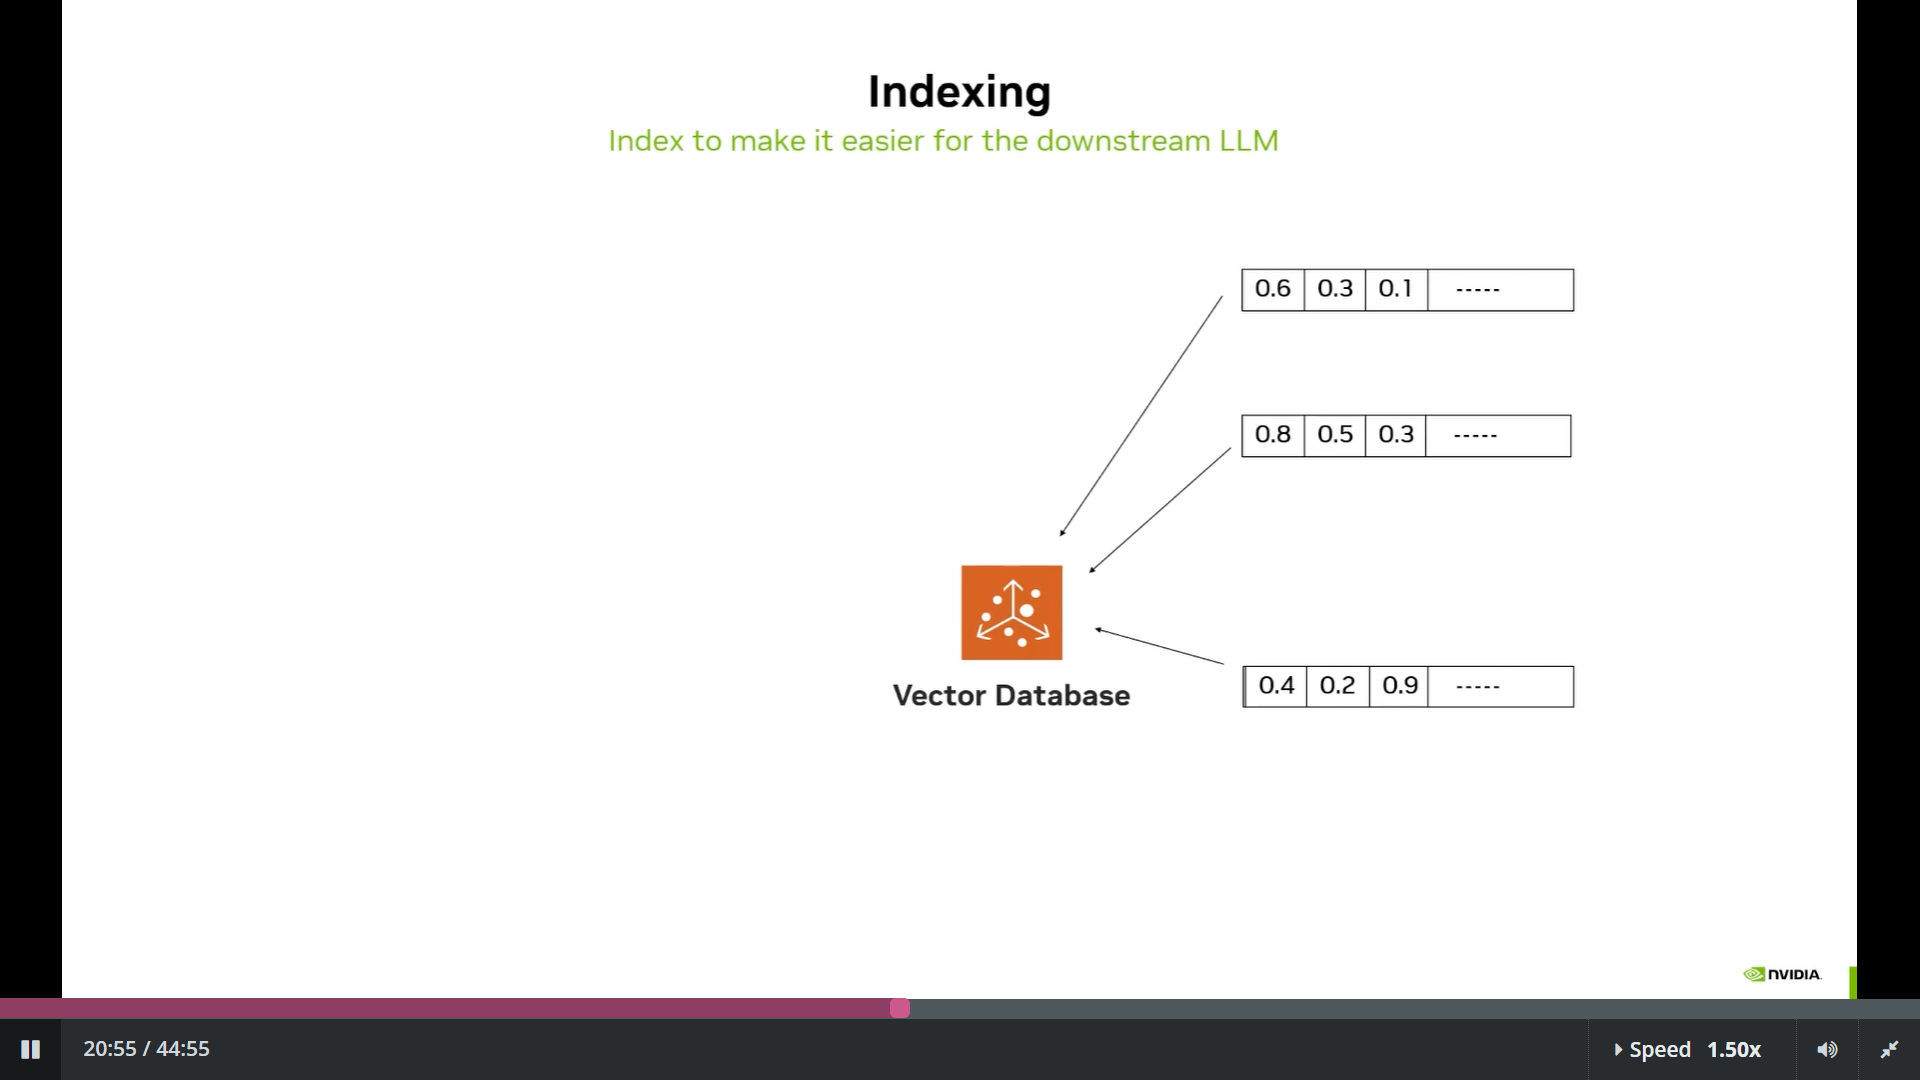 Indexing
Index to make it easier for the downstream LLM
0.6 0.3 0.1 -----
0.8 0.5 0.3 -----
Vector Database
0.4 0.2 0.9 -----
NVIDIA.
20:55 / 44:55
Speed 1.50x